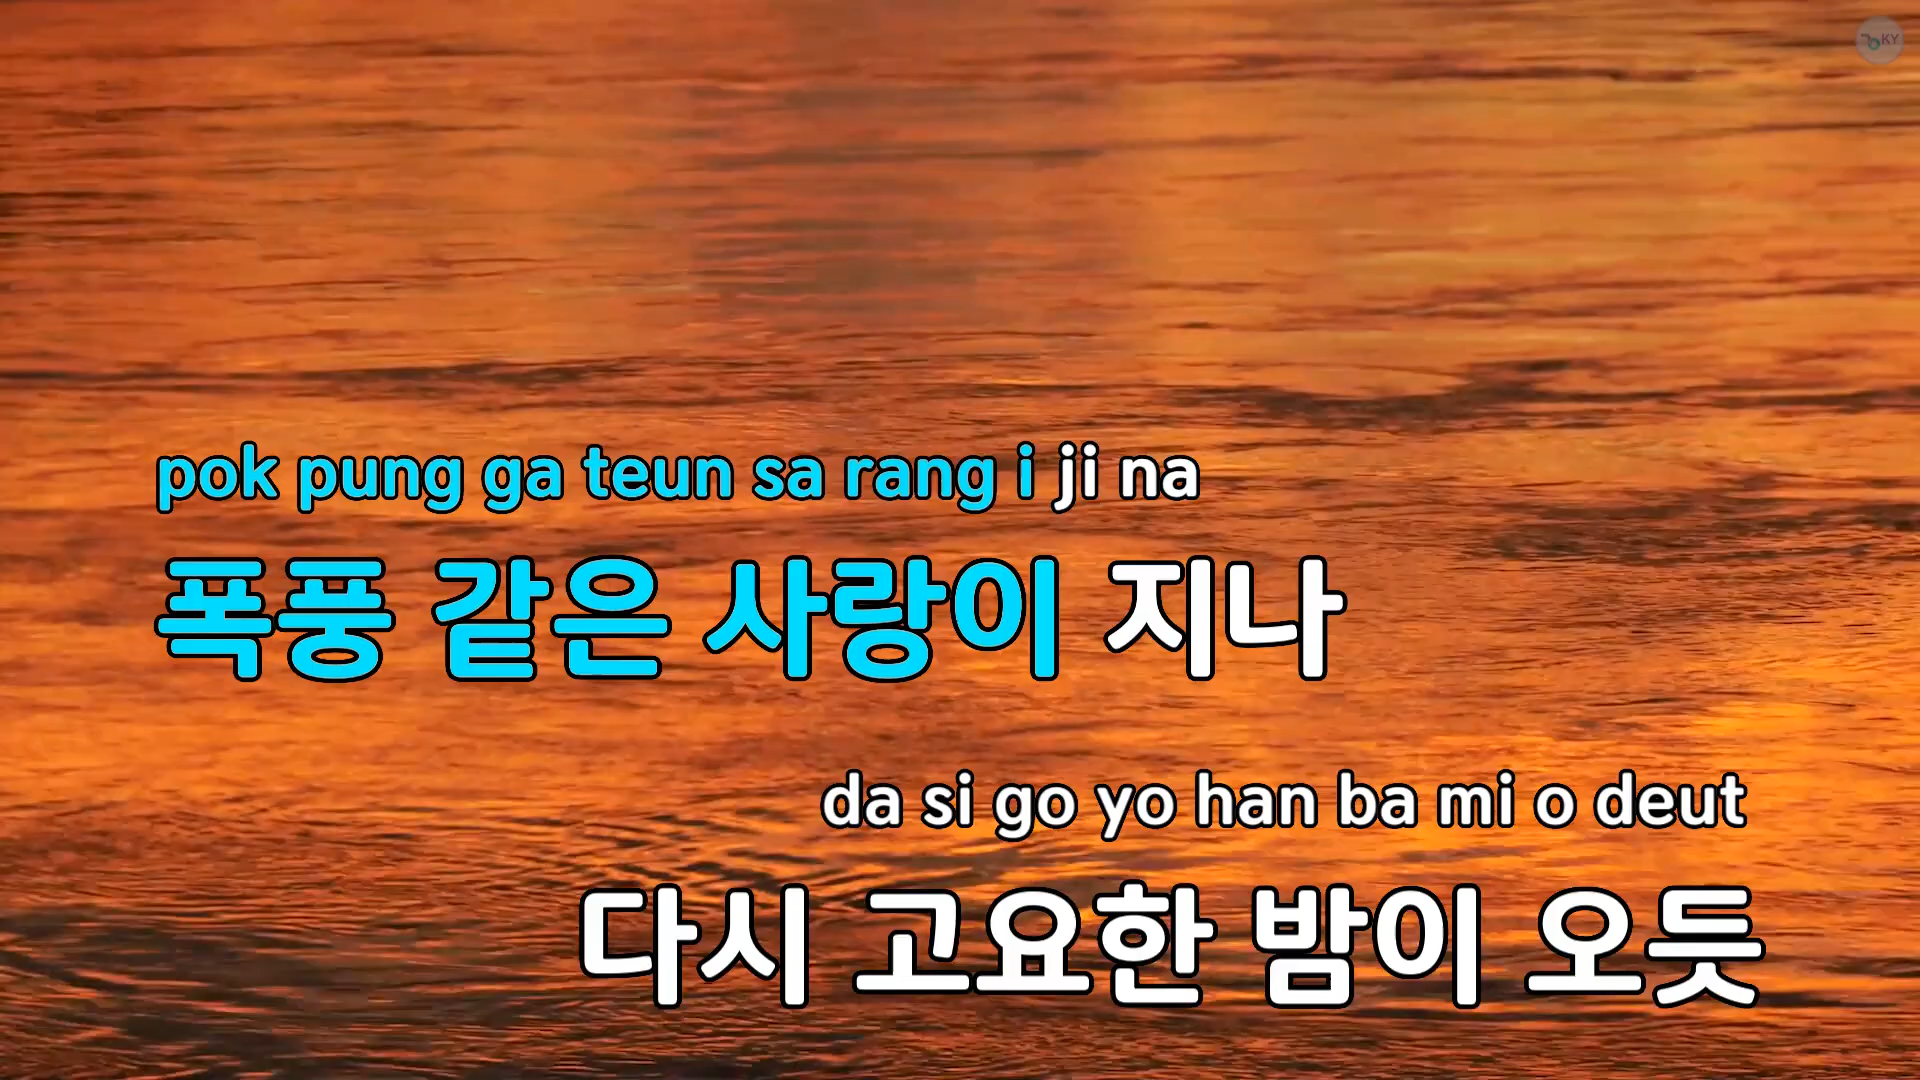 KY
pok pung ga teun sa rang i ji na
폭풍 같은 사랑이 지나
da si go yo han ba mi o deut
다시 고요한 밤이 오듯